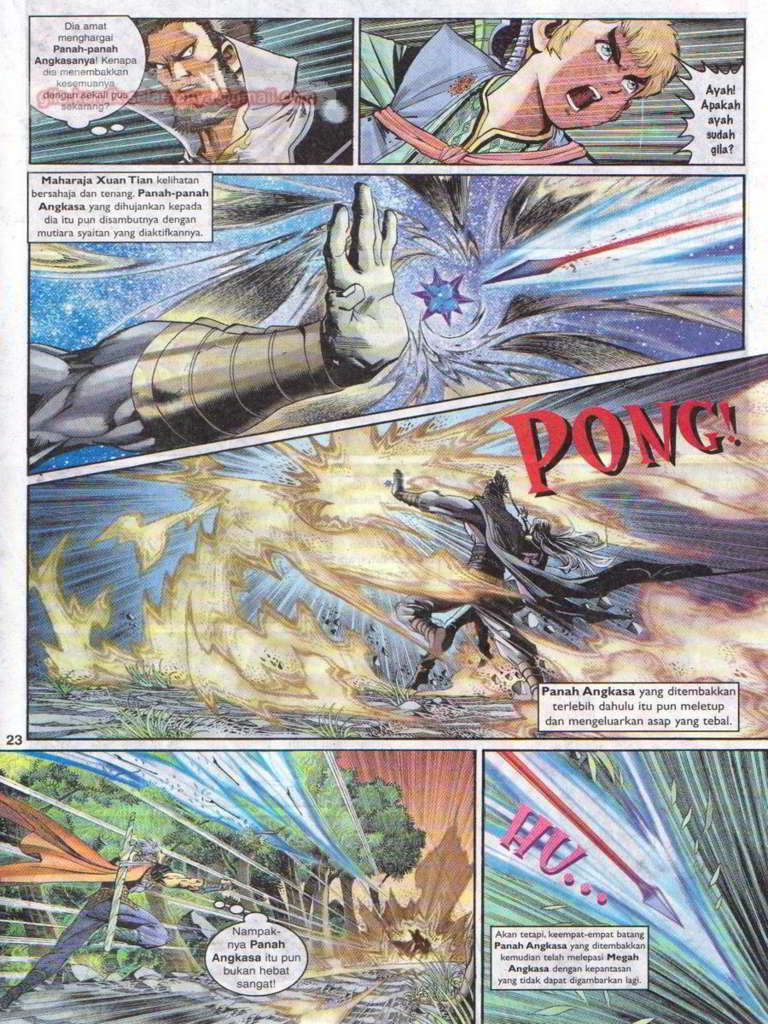 Dia amat
menghargai
Panah-panah
Angkasanya! Kenapa
dia menembakkan
kesemuanya
dengan sekali gus
sekarang?
Ayah!
Apakah
ayah
sudah
gila?
Maharaja Xuan Tian kelihatan
bersahaja dan tenang, Panah-panah
Angkasa yang dihujankan kepada
dia itu pun disambutnya dengan
mutiara syaitan yang diaktifkannya.
PONG!
Panah Angkasa yang ditembakkan
terlebih dahulu itu pun meletup
dan mengeluarkan asap yang tebal.
23
Nampak-
nya Panah
Angkasa itu pun
bukan hebat
sangat!
HU...
Akan tetapi, keempat-empat batang
Panah Angkasa yang ditembakkan
kemudian telah melepasi Megah
Angkasa dengan kepantasan
yang tidak dapat digambarkan lagi.